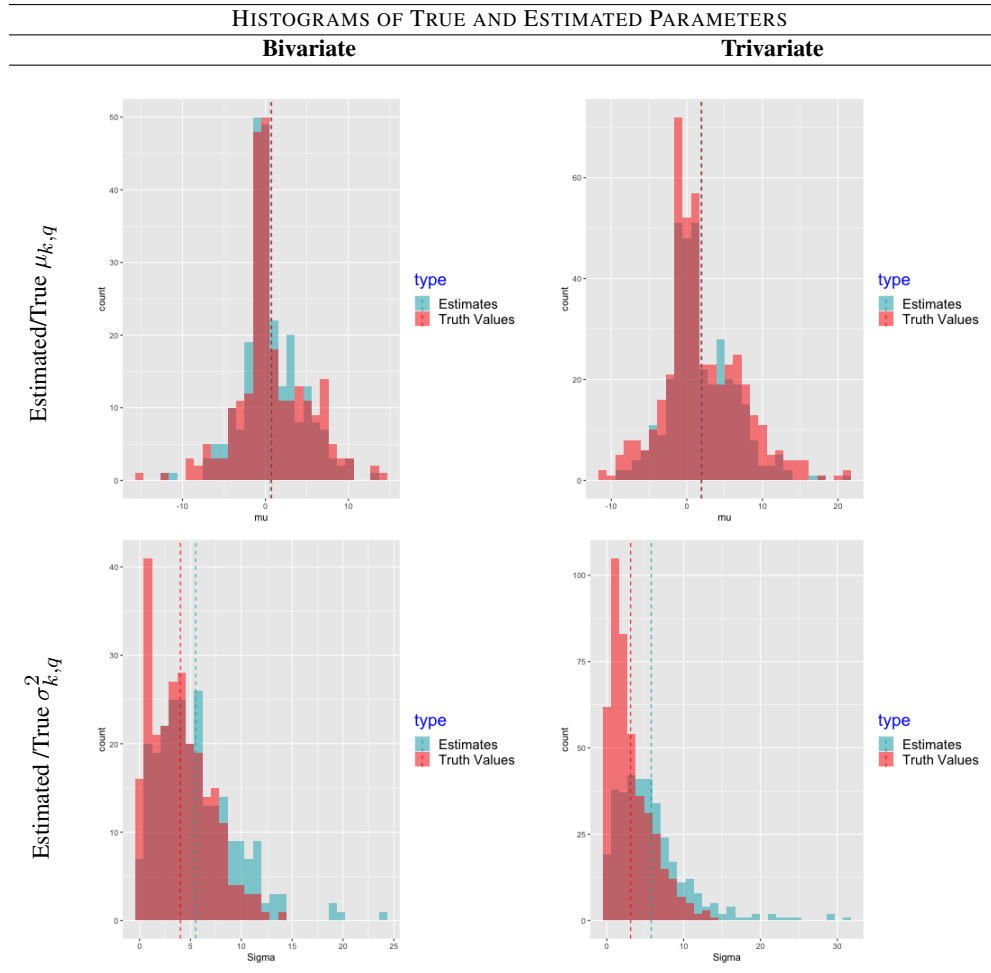 HISTOGRAMS OF TRUE AND ESTIMATED PARAMETERS
Bivariate Trivariate
Estimated/True μk,q
50
40
30
20
10
0
count
-10 0 10
mu
type
Estimates
Truth Values
60
40
20
0
count
-10 0 10 20
mu
type
Estimates
Truth Values
Estimated /True σ²k,q
40
30
20
10
0
count
0 5 10 15 20 25
Sigma
type
Estimates
Truth Values
100
75
50
25
0
count
0 10 20 30
Sigma
type
Estimates
Truth Values